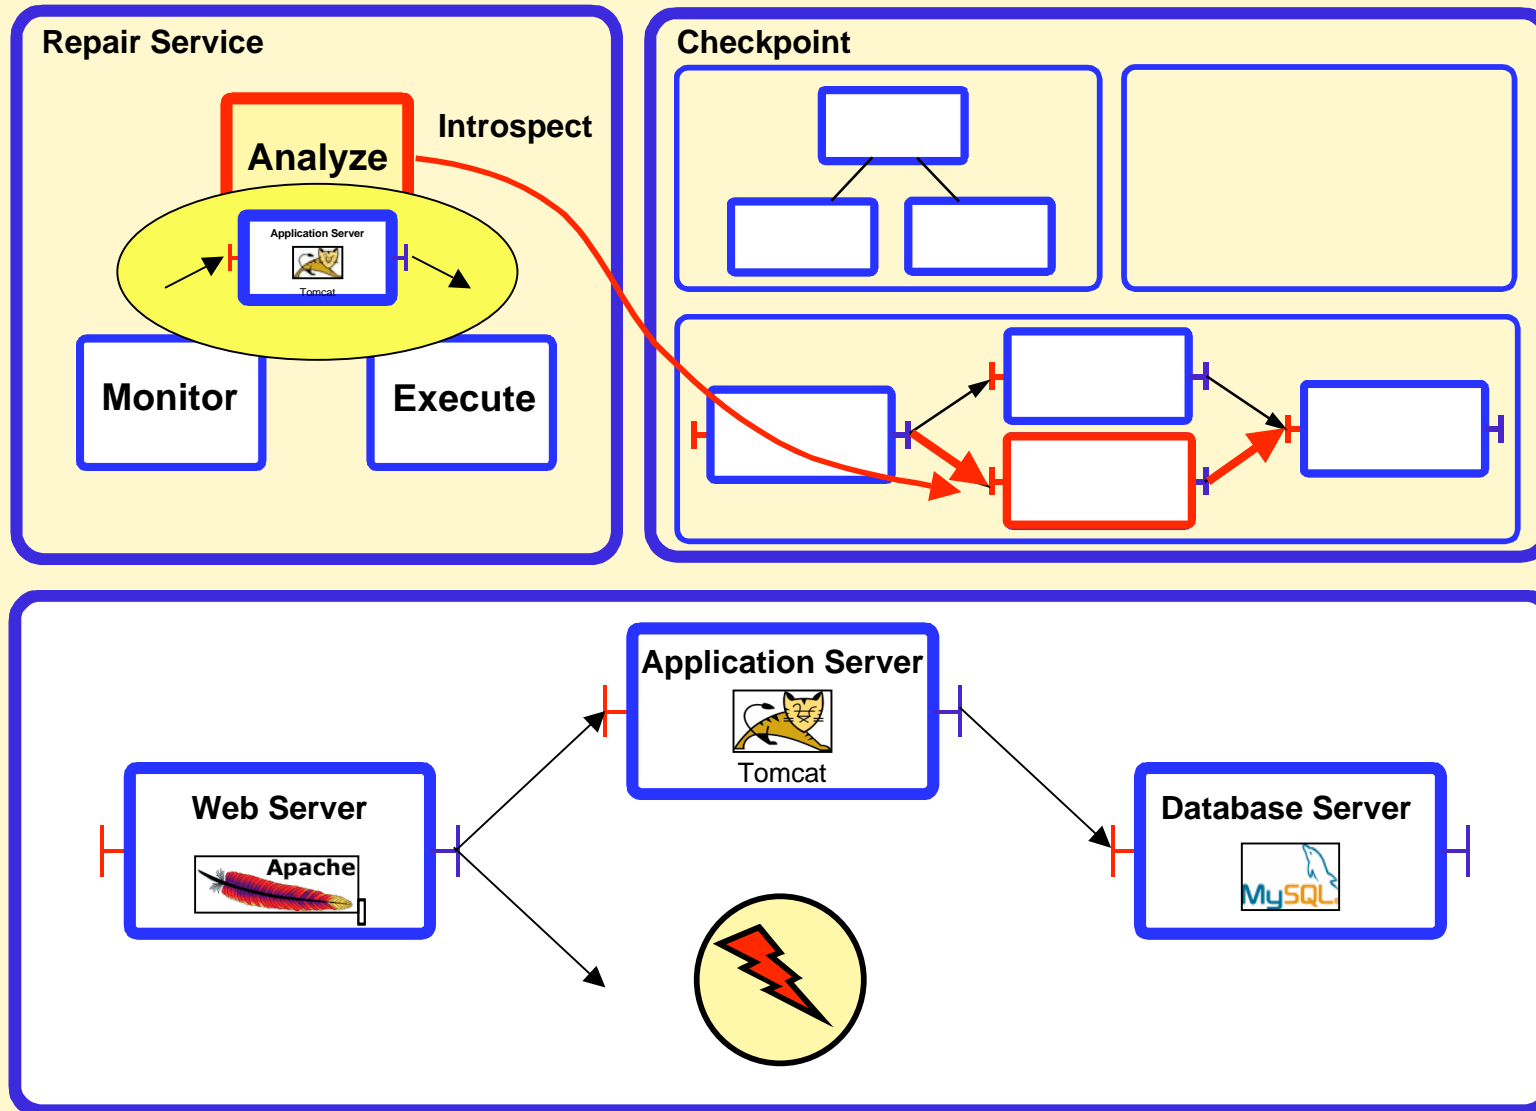 Repair Service
Checkpoint
Introspect
Analyze
Application Server
Tomcat
Monitor
Execute
Application Server
Tomcat
Web Server
Apache
Database Server
MySQL